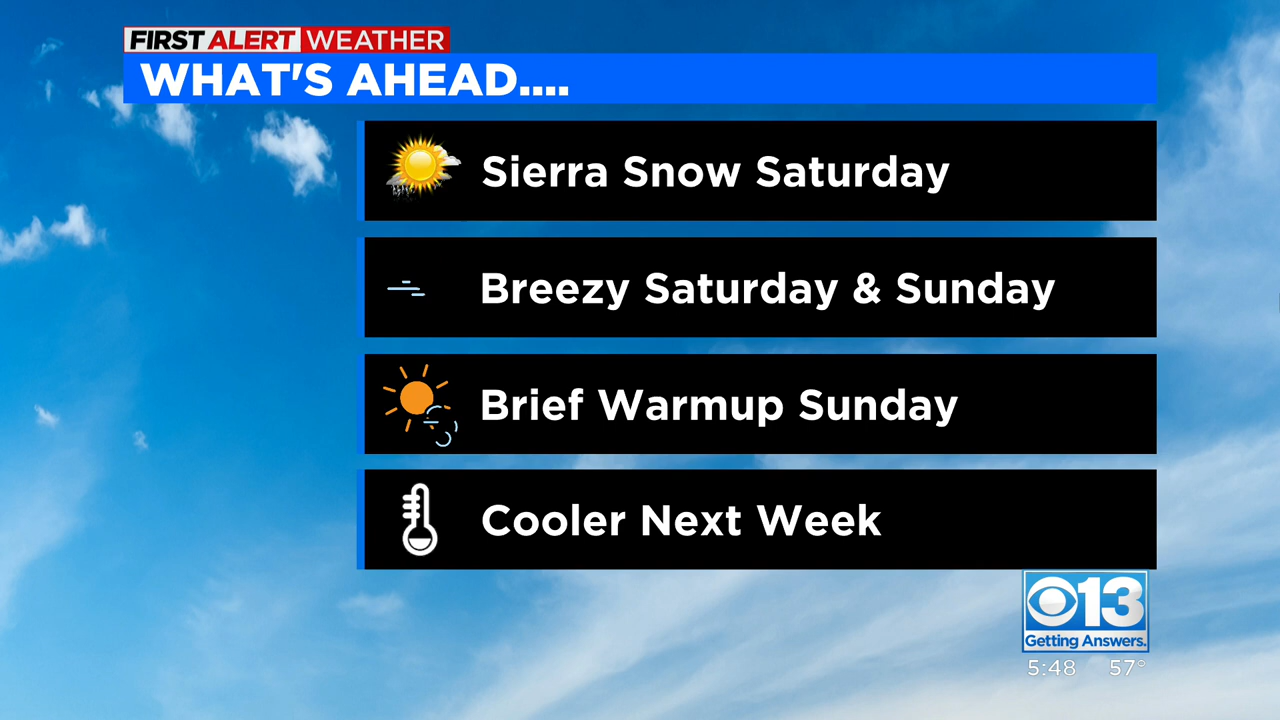 FIRST ALERT WEATHER
WHAT'S AHEAD....
Sierra Snow Saturday
Breezy Saturday & Sunday
Brief Warmup Sunday
Cooler Next Week
13
Getting Answers.
5:48 57°